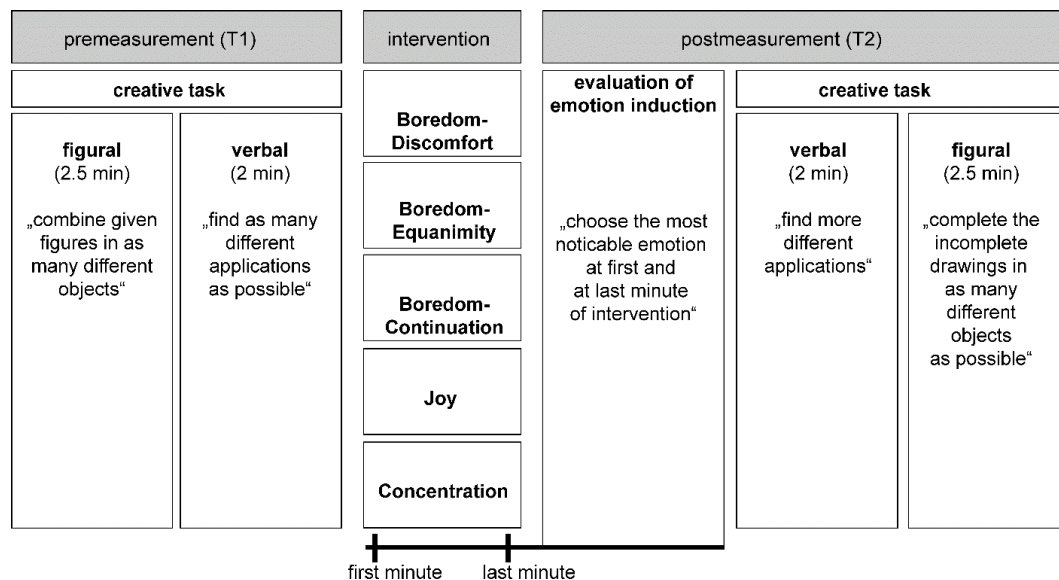 premeasurement (T1)
intervention
postmeasurement (T2)
creative task
figural
(2.5 min)
„combine given
figures in as
many different
objects“
verbal
(2 min)
„find as many
different
applications
as possible“
Boredom-
Discomfort
Boredom-
Equanimity
Boredom-
Continuation
Joy
Concentration
evaluation of
emotion induction
„choose the most
noticable emotion
at first and
at last minute
of intervention“
creative task
verbal
(2 min)
„find more
different
applications“
figural
(2.5 min)
„complete the
incomplete
drawings in
as many
different
objects
as possible“
first minute
last minute